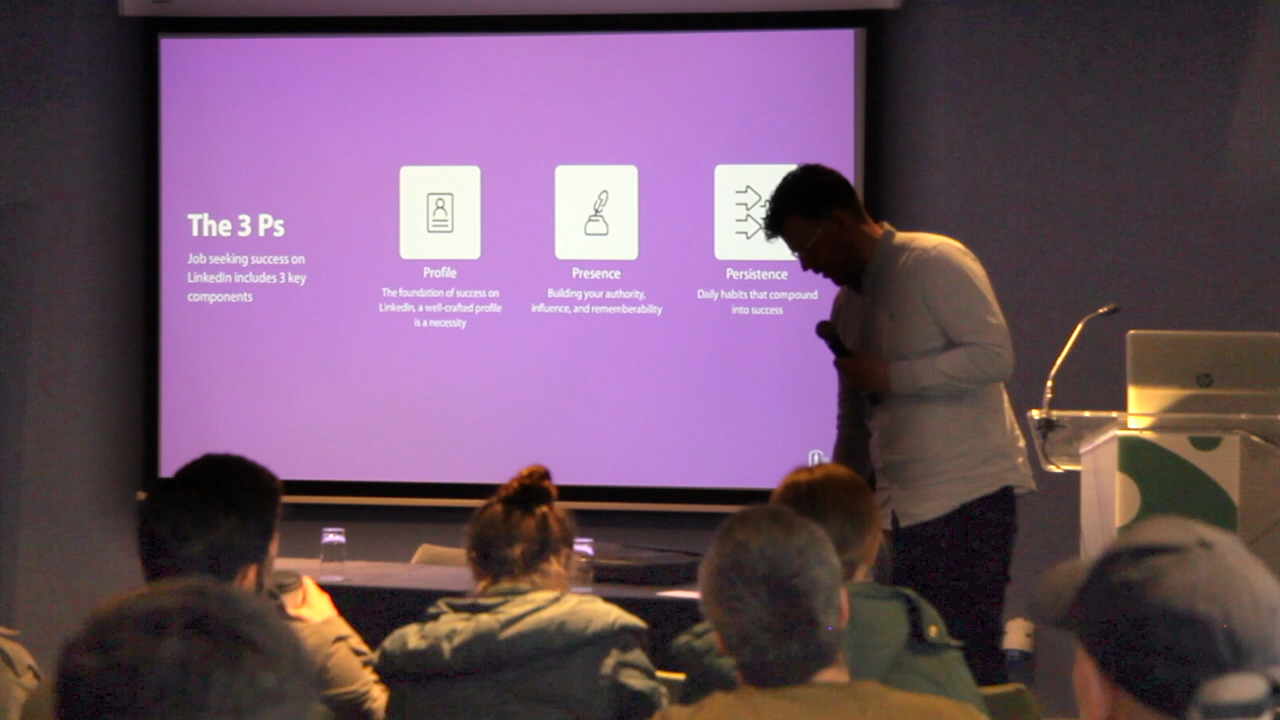 The 3 Ps
Job seeking success on
LinkedIn includes 3 key
components
Profile
The foundation of success on
LinkedIn, a well-crafted profile
is a necessity
Presence
Building your authority,
influence, and rememberability
Persistence
Daily habits that compound
into success
hp